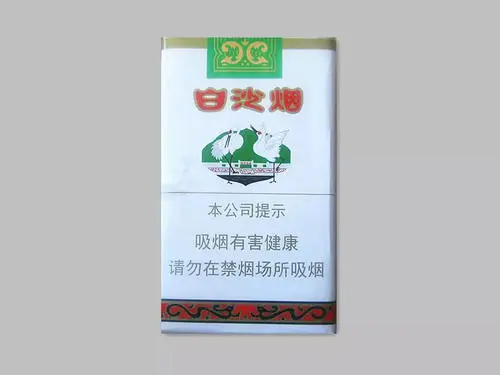 白沙烟
本公司提示
吸烟有害健康
请勿在禁烟场所吸烟